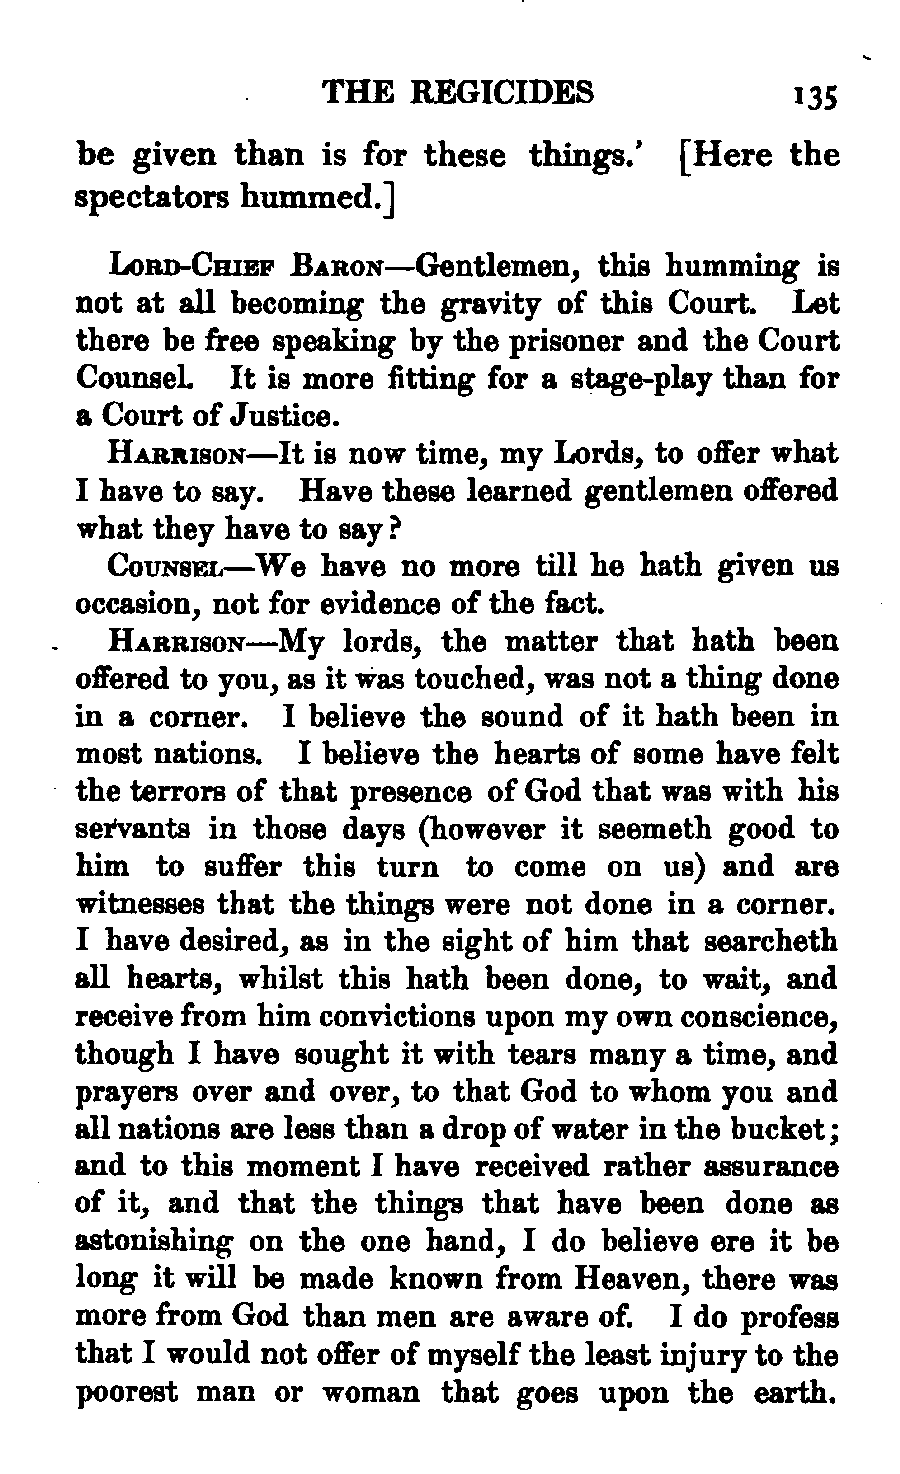 THE REGICIDES 135
be given than is for these things.' [Here the
spectators hummed.]
Lord-Chief Baron—Gentlemen, this humming is
not at all becoming the gravity of this Court. Let
there be free speaking by the prisoner and the Court
Counsel. It is more fitting for a stage-play than for
a Court of Justice.
Harrison—It is now time, my Lords, to offer what
I have to say. Have these learned gentlemen offered
what they have to say?
Counsel—We have no more till he hath given us
occasion, not for evidence of the fact.
Harrison—My lords, the matter that hath been
offered to you, as it was touched, was not a thing done
in a corner. I believe the sound of it hath been in
most nations. I believe the hearts of some have felt
the terrors of that presence of God that was with his
servants in those days (however it seemeth good to
him to suffer this turn to come on us) and are
witnesses that the things were not done in a corner.
I have desired, as in the sight of him that searcheth
all hearts, whilst this hath been done, to wait, and
receive from him convictions upon my own conscience,
though I have sought it with tears many a time, and
prayers over and over, to that God to whom you and
all nations are less than a drop of water in the bucket;
and to this moment I have received rather assurance
of it, and that the things that have been done as
astonishing on the one hand, I do believe ere it be
long it will be made known from Heaven, there was
more from God than men are aware of. I do profess
that I would not offer of myself the least injury to the
poorest man or woman that goes upon the earth.